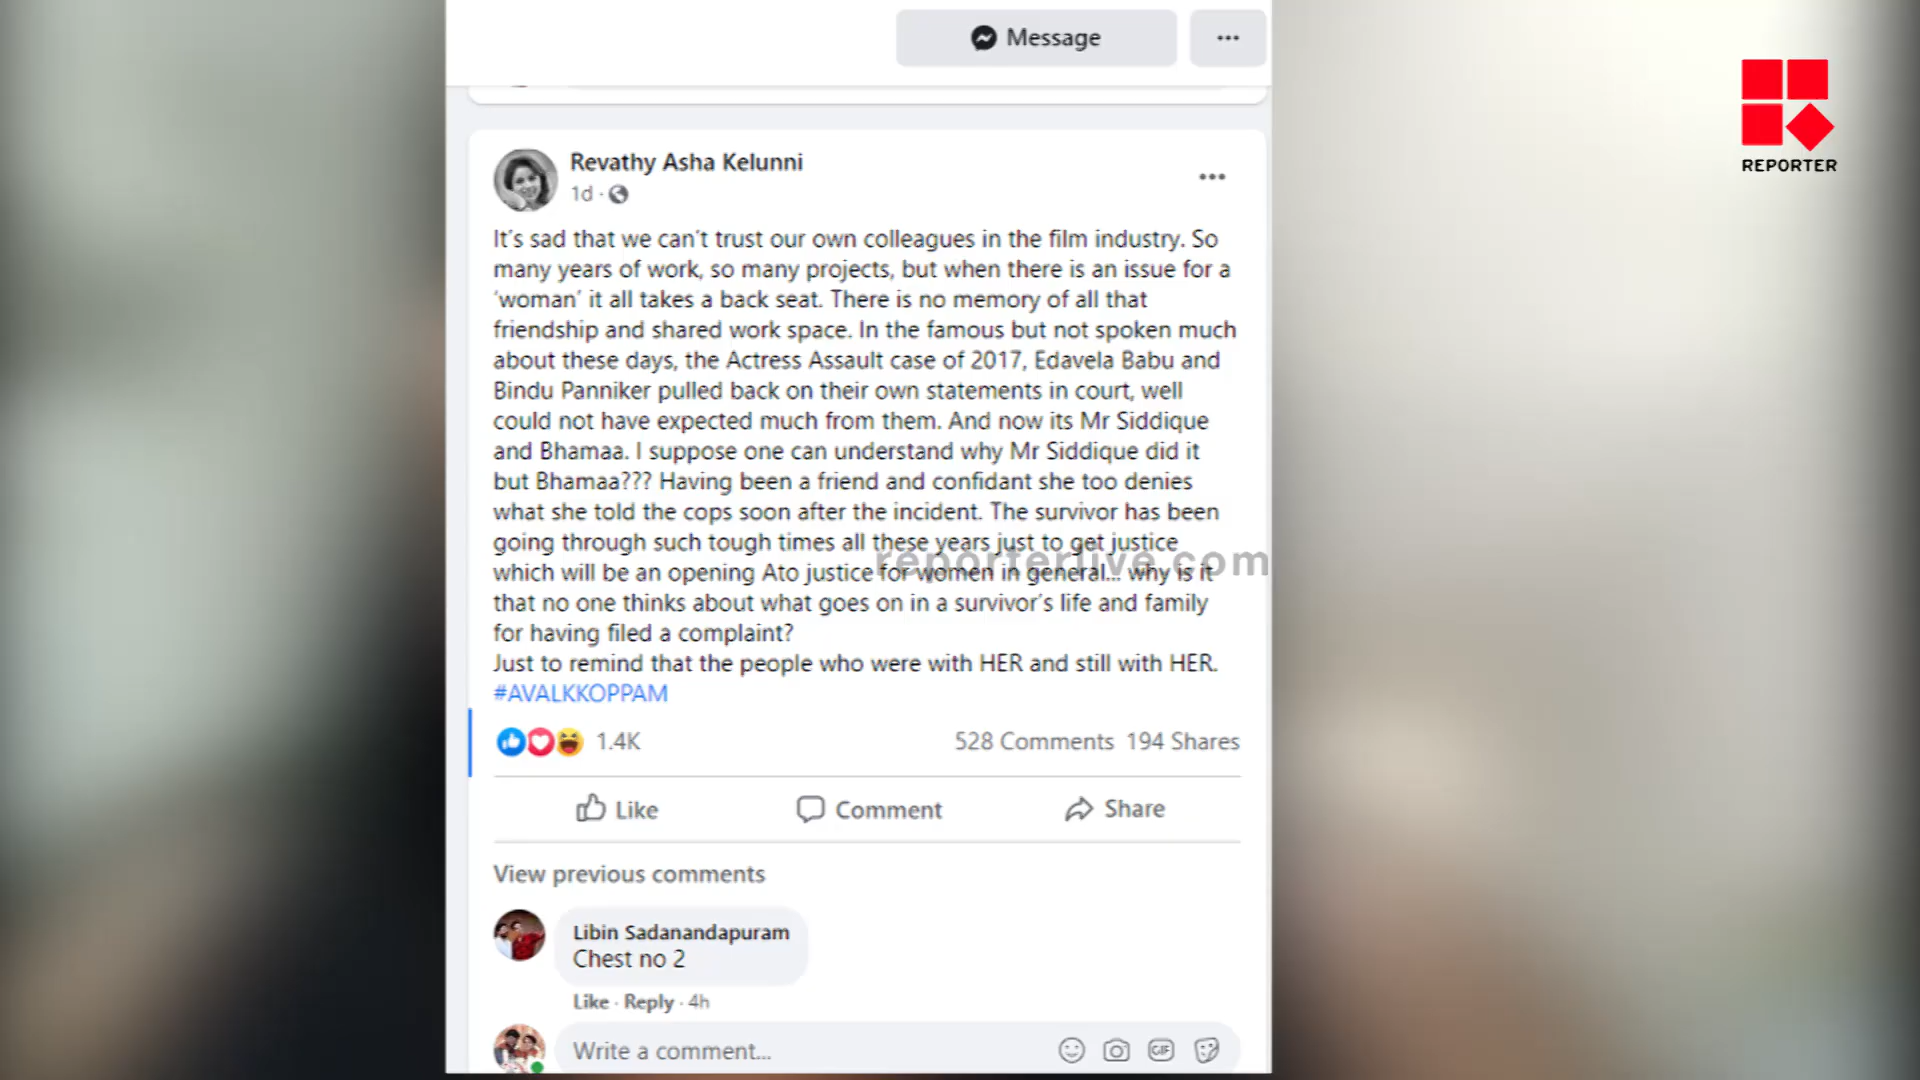 Message
REPORTER
Revathy Asha Kelunni
1d ·
It's sad that we can't trust our own colleagues in the film industry. So
many years of work, so many projects, but when there is an issue for a
'woman' it all takes a back seat. There is no memory of all that
friendship and shared work space. In the famous but not spoken much
about these days, the Actress Assault case of 2017, Edavela Babu and
Bindu Panniker pulled back on their own statements in court, well
could not have expected much from them. And now its Mr Siddique
and Bhamaa. I suppose one can understand why Mr Siddique did it
but Bhamaa??? Having been a friend and confidant she too denies
what she told the cops soon after the incident. The survivor has been
going through such tough times all these years just to get justice
reporterlive.com
which will be an opening Ato justice for women in general... why is it
that no one thinks about what goes on in a survivor's life and family
for having filed a complaint?
Just to remind that the people who were with HER and still with HER.
#AVALKKOPPAM
1.4K 528 Comments 194 Shares
Like Comment Share
View previous comments
Libin Sadanandapuram
Chest no 2
Like · Reply · 4h
Write a comment...
GIF